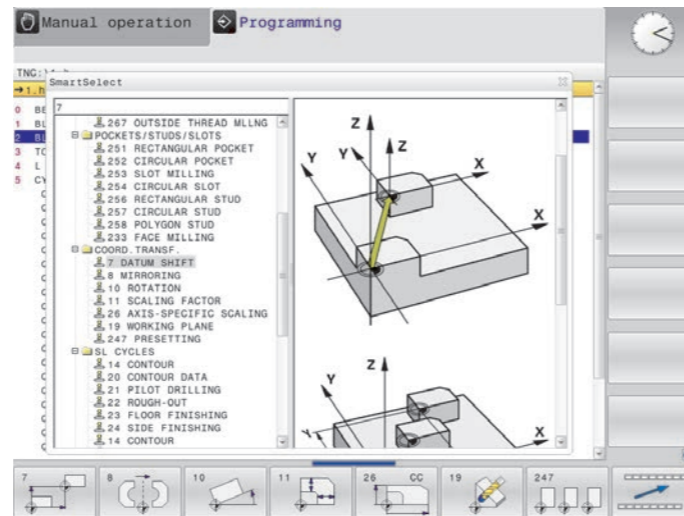 Manual operation
Programming
TNG:\1.h
→1.h
SmartSelect
7
0 BE
1 BL
2 BL
3 TO
4 L
5 CY
267 OUTSIDE THREAD MLLNG
POCKETS/STUDS/SLOTS
251 RECTANGULAR POCKET
252 CIRCULAR POCKET
253 SLOT MILLING
254 CIRCULAR SLOT
256 RECTANGULAR STUD
257 CIRCULAR STUD
258 POLYGON STUD
233 FACE MILLING
COORD.TRANSF.
7 DATUM SHIFT
8 MIRRORING
10 ROTATION
11 SCALING FACTOR
26 AXIS-SPECIFIC SCALING
19 WORKING PLANE
247 PRESETTING
SL CYCLES
14 CONTOUR
20 CONTOUR DATA
21 PILOT DRILLING
22 ROUGH-OUT
23 FLOOR FINISHING
24 SIDE FINISHING
14 CONTOUR
Z
Y Y Z X
X
Z
Y
Y X
7 8 10 11 26 CC 19 247